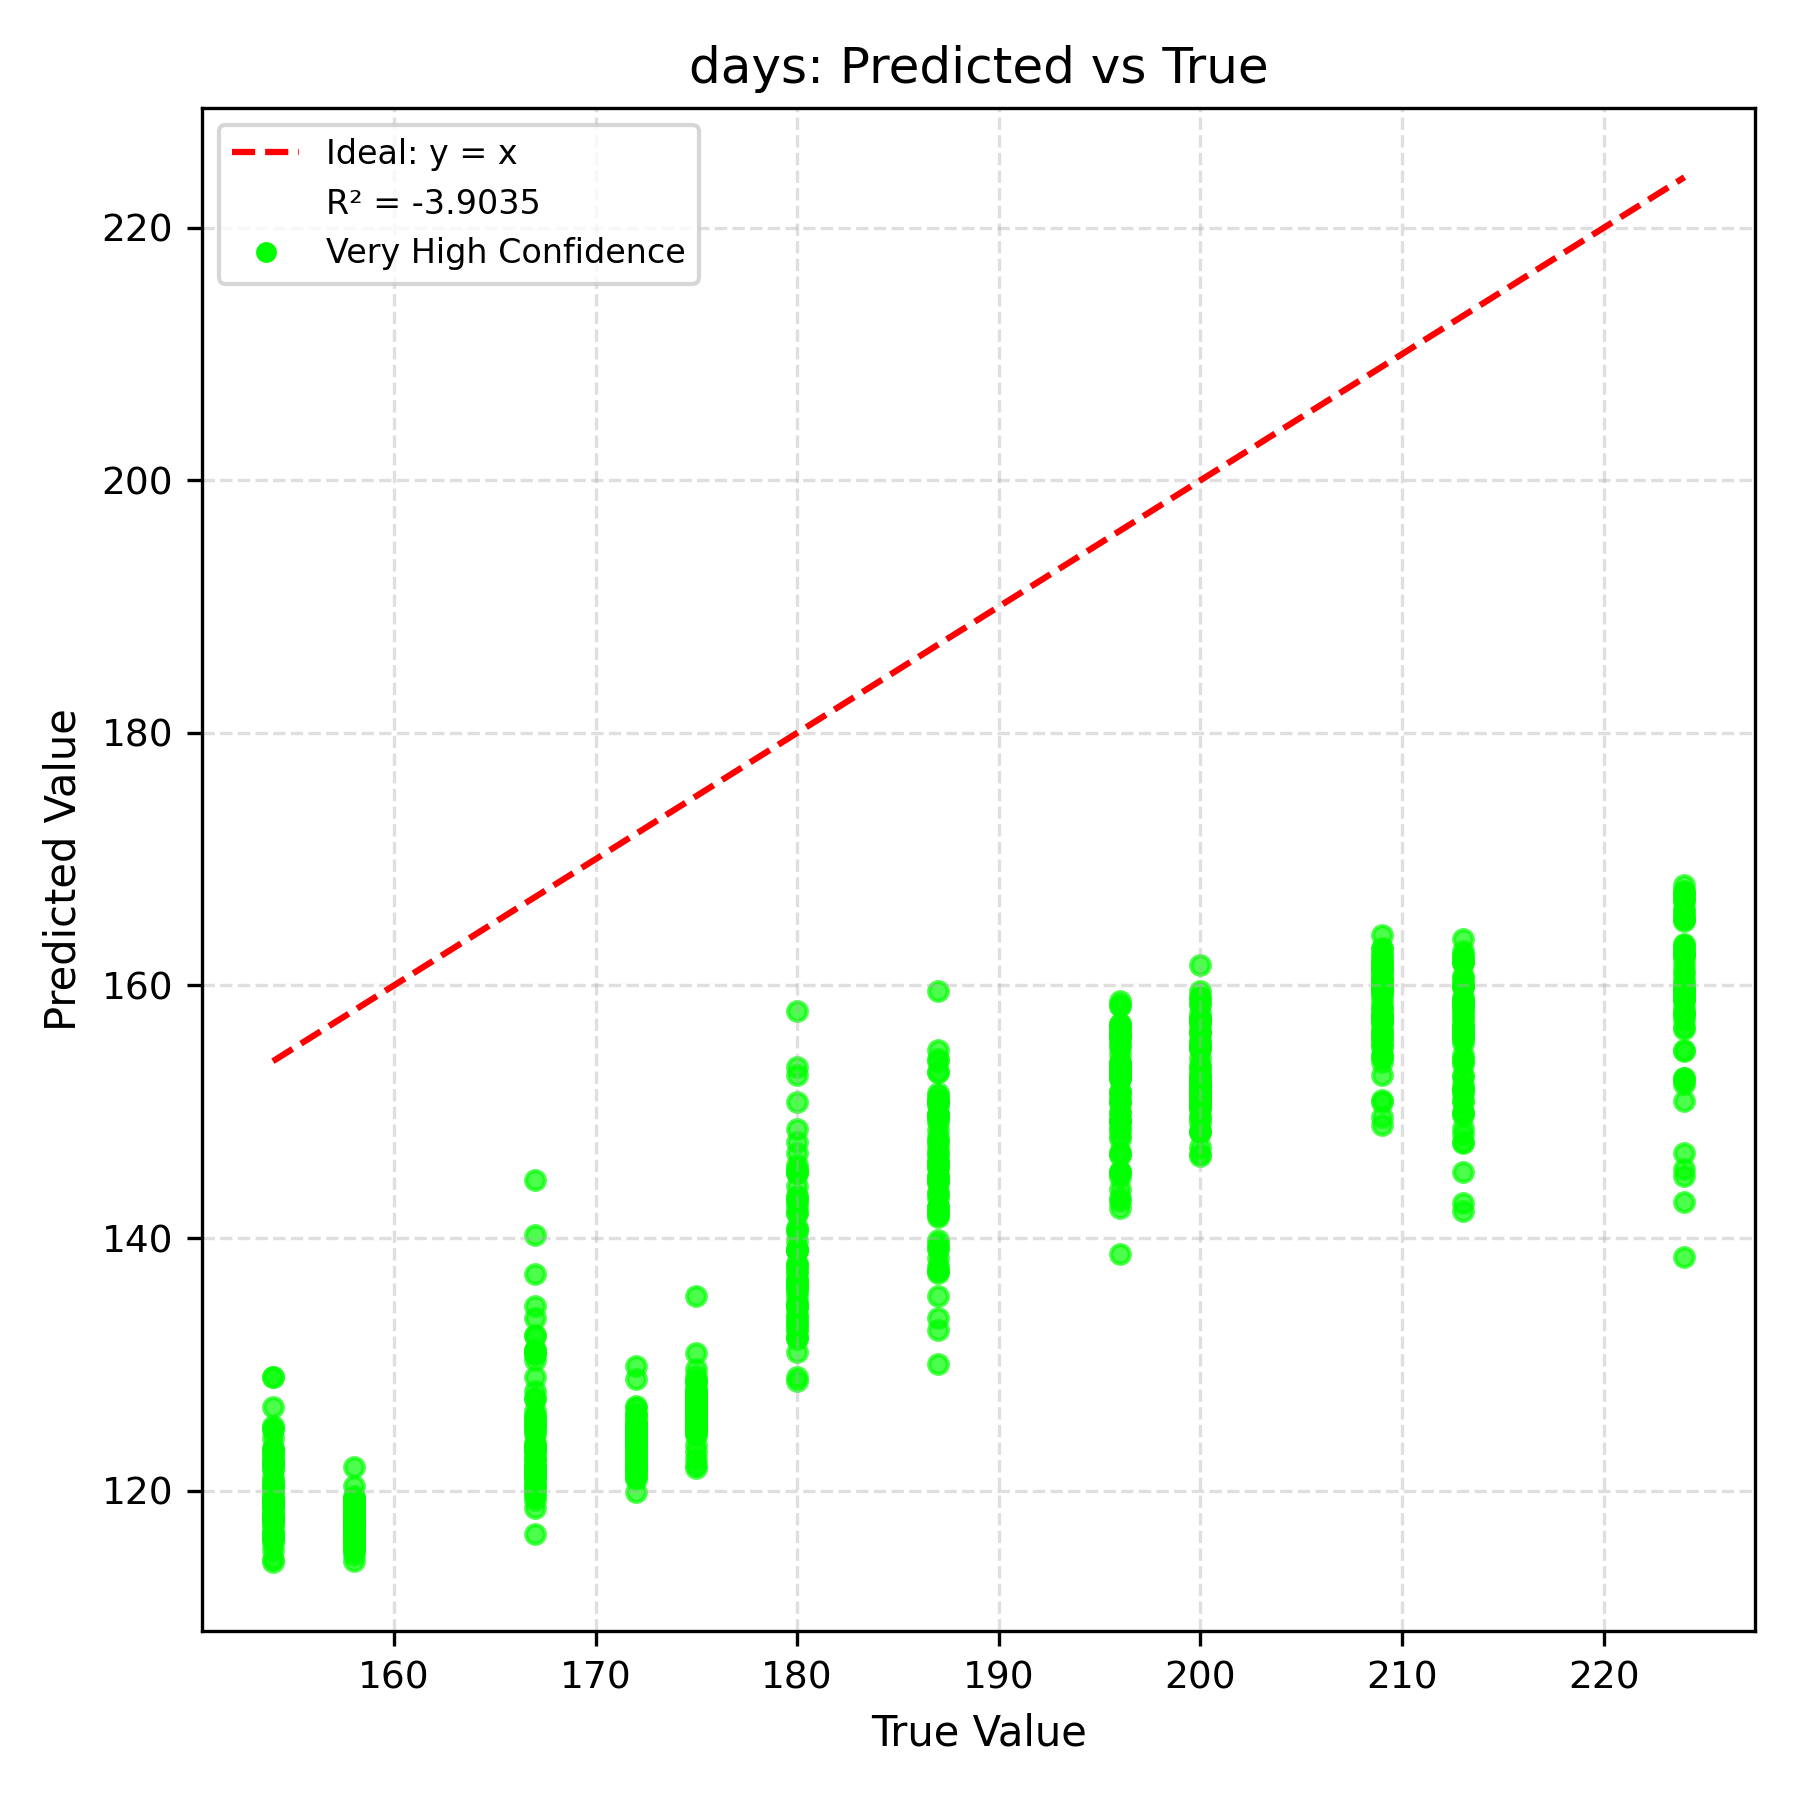 days: Predicted vs True
Ideal: y = x
R² = -3.9035
Very High Confidence
220
200
180
160
140
120
Predicted Value
160 170 180 190 200 210 220
True Value